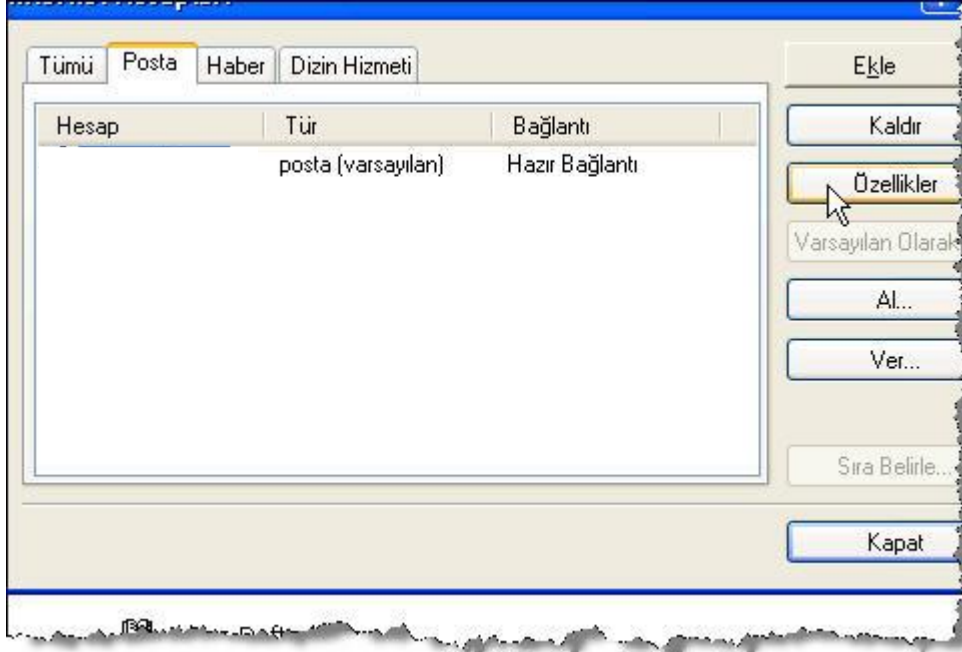 Tümü Posta Haber Dizin Hizmeti
Hesap Tür Bağlantı
posta (varsayılan) Hazır Bağlantı
Ekle
Kaldır
Özellikler
Varsayılan Olarak
Al...
Ver...
Sıra Belirle...
Kapat